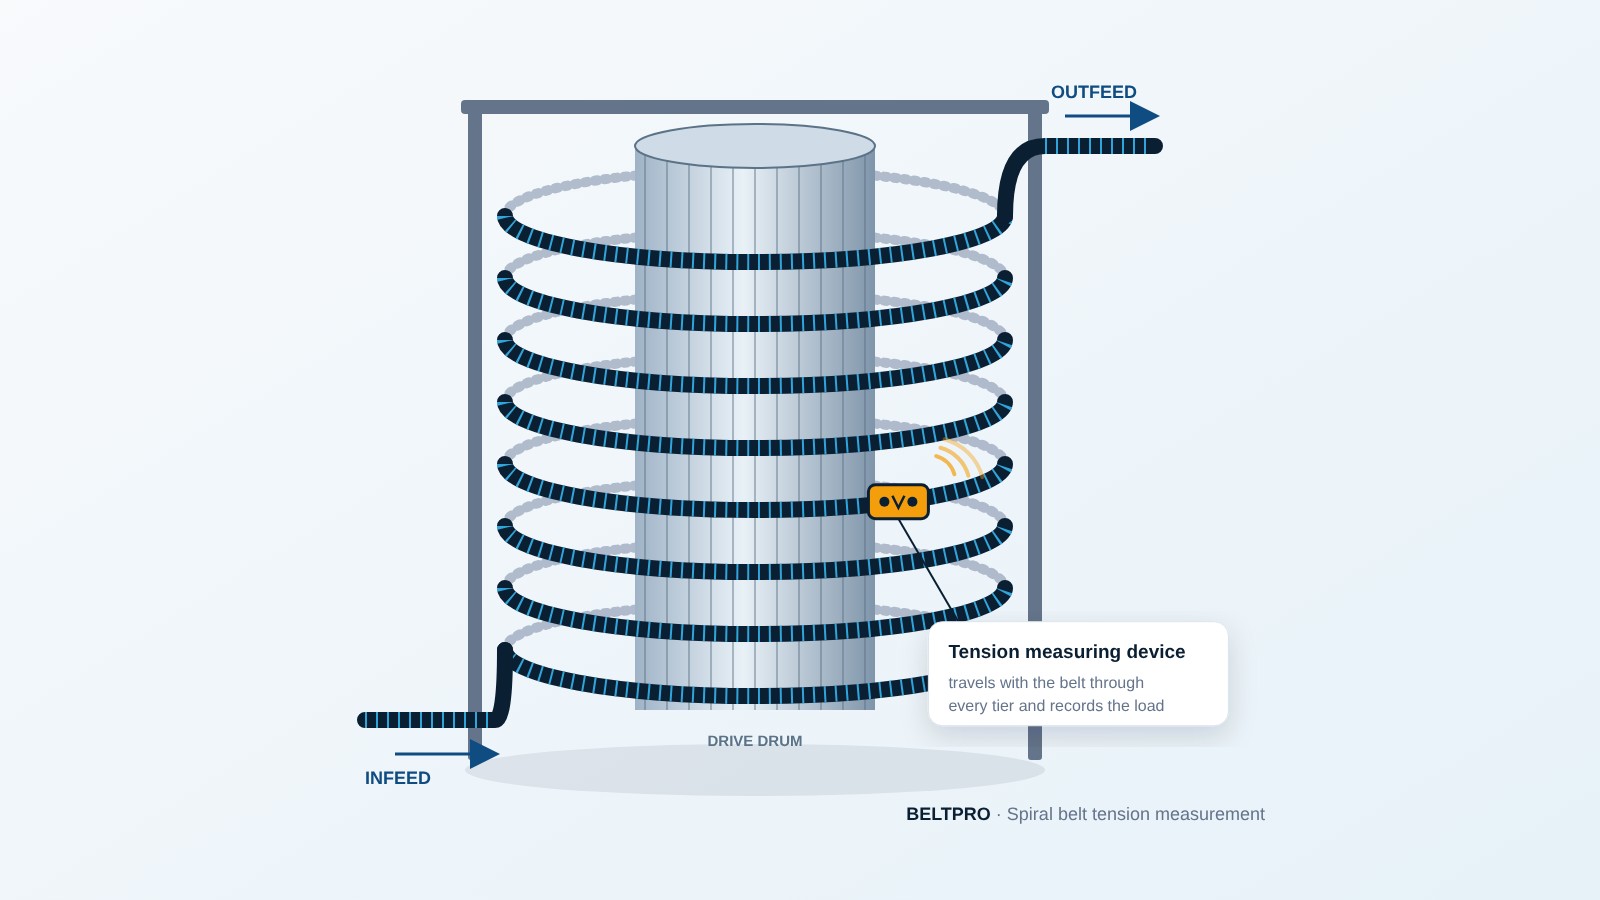 OUTFEED
Tension measuring device
travels with the belt through
every tier and records the load
DRIVE DRUM
INFEED
BELTPRO · Spiral belt tension measurement